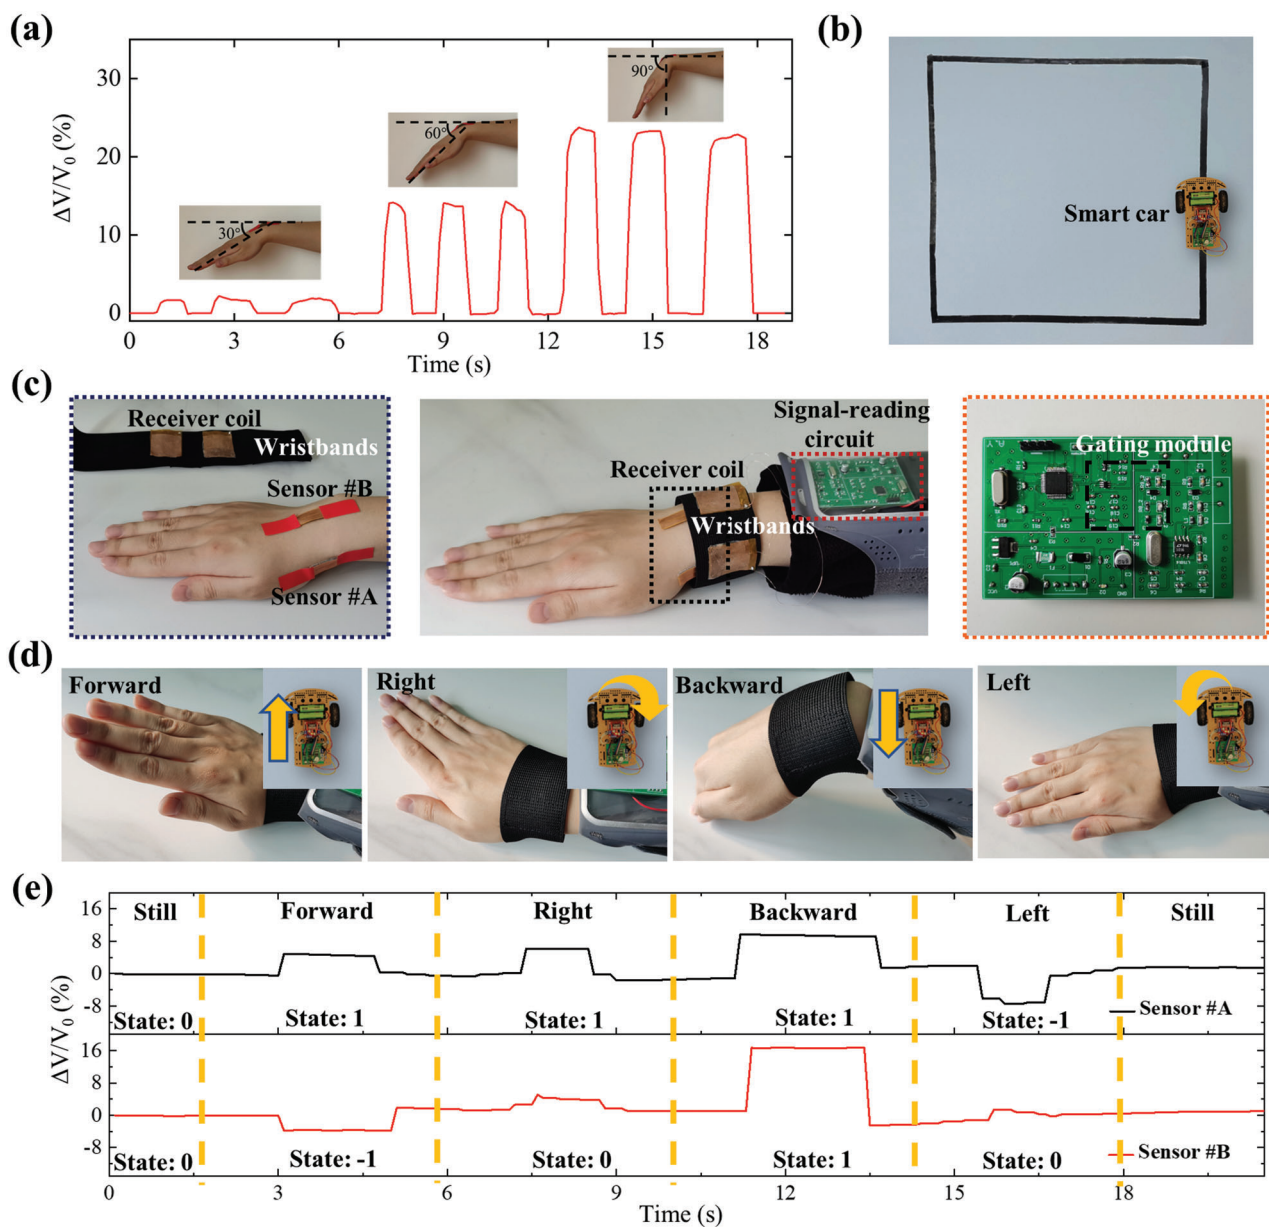 (a)
ΔV/V₀ (%)
30
20
10
0
30°
60°
90°
0 3 6 9 12 15 18
Time (s)
(b)
Smart car
(c)
Receiver coil
Wristbands
Sensor #B
Sensor #A
Receiver coil
Wristbands
Signal-reading
circuit
Gating module
(d)
Forward
Right
Backward
Left
(e)
ΔV/V₀ (%)
16
8
0
-8
Still Forward Right Backward Left Still
State: 0 State: 1 State: 1 State: 1 State: -1
Sensor #A
16
8
0
-8
State: 0 State: -1 State: 0 State: 1 State: 0
Sensor #B
0 3 6 9 12 15 18
Time (s)